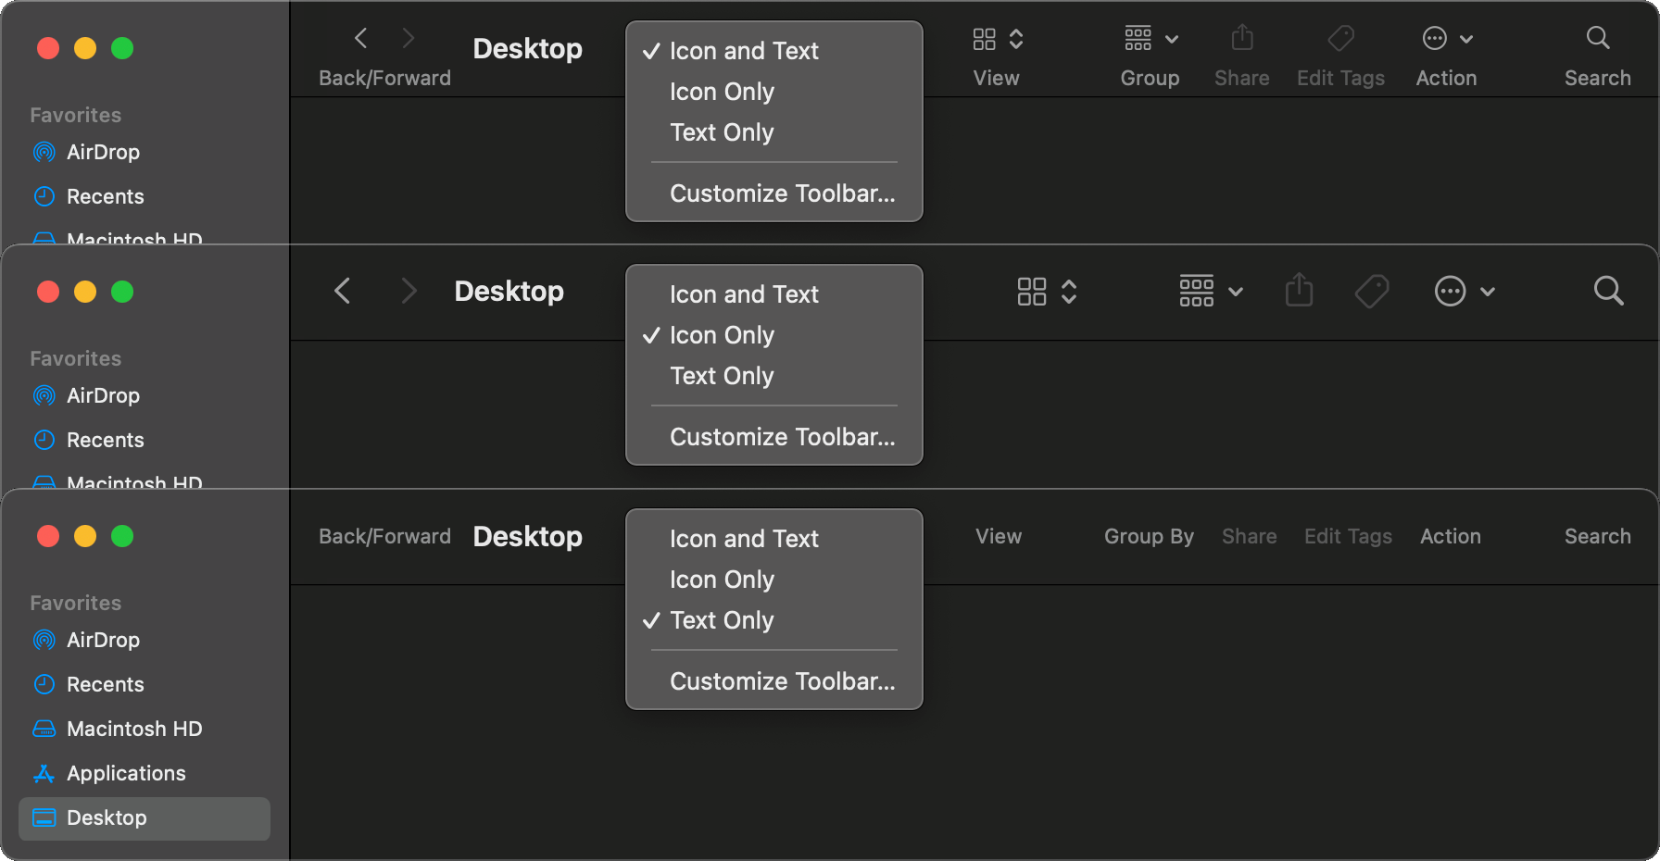 Desktop
Back/Forward
View
Group
Share
Edit Tags
Action
Search
✓ Icon and Text
Icon Only
Text Only
Customize Toolbar...
Favorites
AirDrop
Recents
Macintosh HD
Desktop
Icon and Text
✓ Icon Only
Text Only
Customize Toolbar...
Favorites
AirDrop
Recents
Macintosh HD
Back/Forward
Desktop
View
Group By
Share
Edit Tags
Action
Search
Icon and Text
Icon Only
✓ Text Only
Customize Toolbar...
Favorites
AirDrop
Recents
Macintosh HD
Applications
Desktop